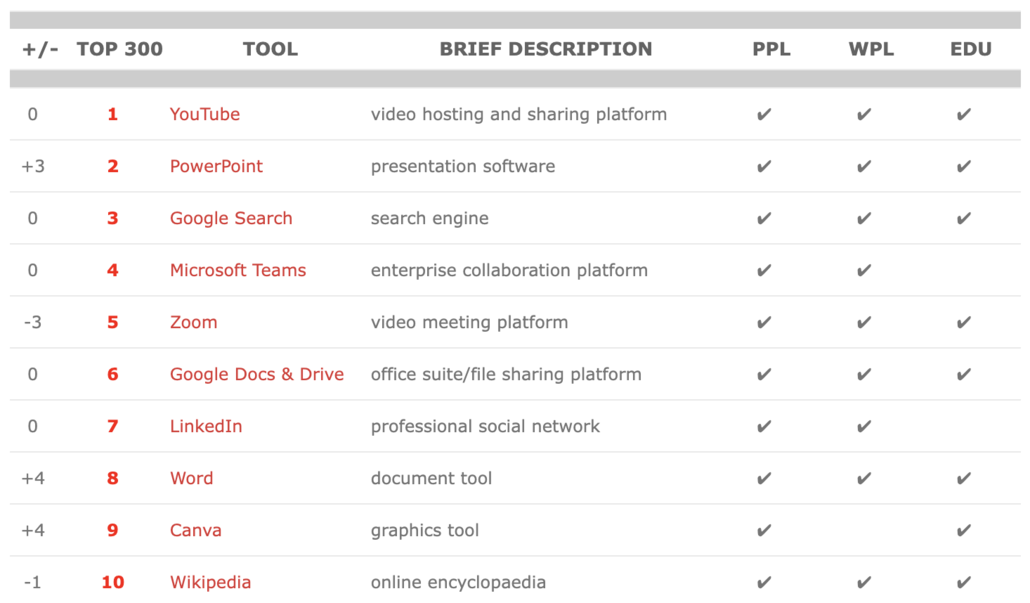 +/- TOP 300 TOOL BRIEF DESCRIPTION PPL WPL EDU
0 1 YouTube video hosting and sharing platform ✔ ✔ ✔
+3 2 PowerPoint presentation software ✔ ✔ ✔
0 3 Google Search search engine ✔ ✔ ✔
0 4 Microsoft Teams enterprise collaboration platform ✔ ✔
-3 5 Zoom video meeting platform ✔ ✔ ✔
0 6 Google Docs & Drive office suite/file sharing platform ✔ ✔ ✔
0 7 LinkedIn professional social network ✔ ✔
+4 8 Word document tool ✔ ✔ ✔
+4 9 Canva graphics tool ✔ ✔
-1 10 Wikipedia online encyclopaedia ✔ ✔ ✔